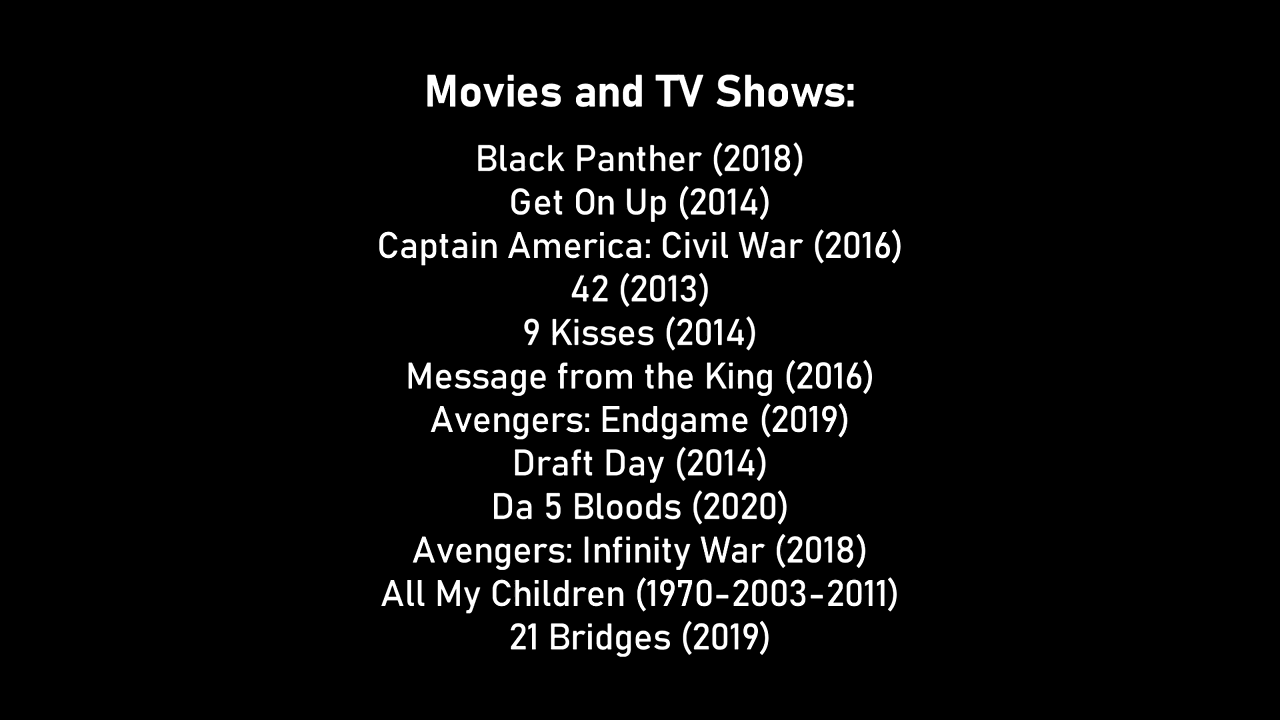 Movies and TV Shows:
Black Panther (2018)
Get On Up (2014)
Captain America: Civil War (2016)
42 (2013)
9 Kisses (2014)
Message from the King (2016)
Avengers: Endgame (2019)
Draft Day (2014)
Da 5 Bloods (2020)
Avengers: Infinity War (2018)
All My Children (1970-2003-2011)
21 Bridges (2019)